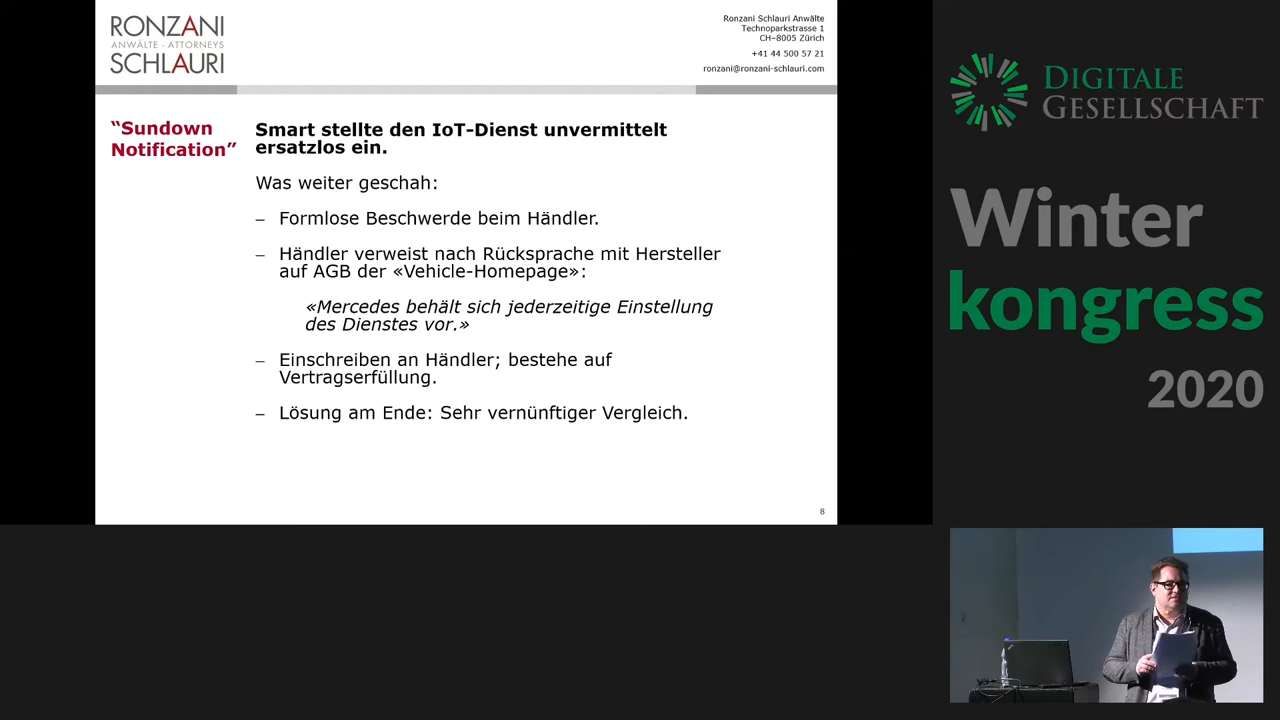 RONZANI
ANWÄLTE - ATTORNEYS
SCHLAURI
Ronzani Schlauri Anwälte
Technoparkstrasse 1
CH–8005 Zürich
+41 44 500 57 21
ronzani@ronzani-schlauri.com
“Sundown
Notification”
Smart stellte den IoT-Dienst unvermittelt
ersatzlos ein.
Was weiter geschah:
– Formlose Beschwerde beim Händler.
– Händler verweist nach Rücksprache mit Hersteller
auf AGB der «Vehicle-Homepage»:
«Mercedes behält sich jederzeitige Einstellung
des Dienstes vor.»
– Einschreiben an Händler; bestehe auf
Vertragserfüllung.
– Lösung am Ende: Sehr vernünftiger Vergleich.
8
DIGITALE
GESELLSCHAFT
Winter
kongress
2020